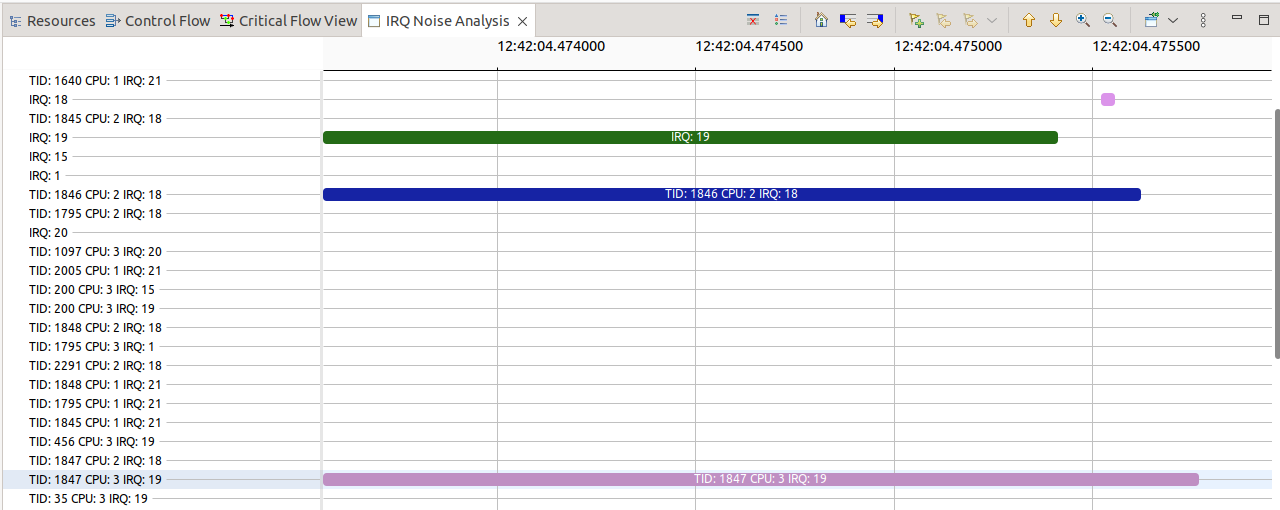 Resources Control Flow Critical Flow View IRQ Noise Analysis
12:42:04.474000 12:42:04.474500 12:42:04.475000 12:42:04.475500
TID: 1640 CPU: 1 IRQ: 21
IRQ: 18
TID: 1845 CPU: 2 IRQ: 18
IRQ: 19 IRQ: 19
IRQ: 15
IRQ: 1
TID: 1846 CPU: 2 IRQ: 18 TID: 1846 CPU: 2 IRQ: 18
TID: 1795 CPU: 2 IRQ: 18
IRQ: 20
TID: 1097 CPU: 3 IRQ: 20
TID: 2005 CPU: 1 IRQ: 21
TID: 200 CPU: 3 IRQ: 15
TID: 200 CPU: 3 IRQ: 19
TID: 1848 CPU: 2 IRQ: 18
TID: 1795 CPU: 3 IRQ: 1
TID: 2291 CPU: 2 IRQ: 18
TID: 1848 CPU: 1 IRQ: 21
TID: 1795 CPU: 1 IRQ: 21
TID: 1845 CPU: 1 IRQ: 21
TID: 456 CPU: 3 IRQ: 19
TID: 1847 CPU: 2 IRQ: 18
TID: 1847 CPU: 3 IRQ: 19 TID: 1847 CPU: 3 IRQ: 19
TID: 35 CPU: 3 IRQ: 19